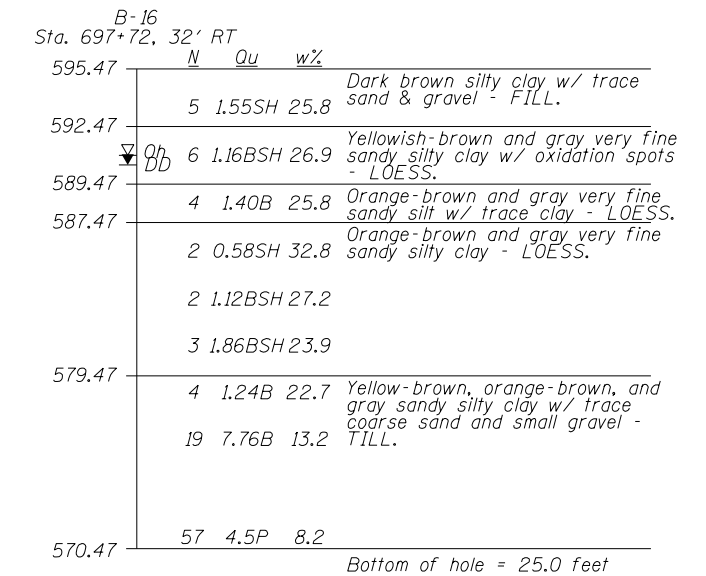 B-16
Sta. 697+72, 32' RT
N Qu w%
595.47
Dark brown silty clay w/ trace
sand & gravel - FILL.
5 1.55SH 25.8
592.47
Yellowish-brown and gray very fine
0h 6 1.16BSH 26.9 sandy silty clay w/ oxidation spots
DD
- LOESS.
589.47
4 1.40B 25.8 Orange-brown and gray very fine
sandy silt w/ trace clay - LOESS.
587.47
Orange-brown and gray very fine
2 0.58SH 32.8 sandy silty clay - LOESS.
2 1.12BSH 27.2
3 1.86BSH 23.9
579.47
4 1.24B 22.7 Yellow-brown, orange-brown, and
gray sandy silty clay w/ trace
coarse sand and small gravel -
19 7.76B 13.2 TILL.
57 4.5P 8.2
570.47
Bottom of hole = 25.0 feet